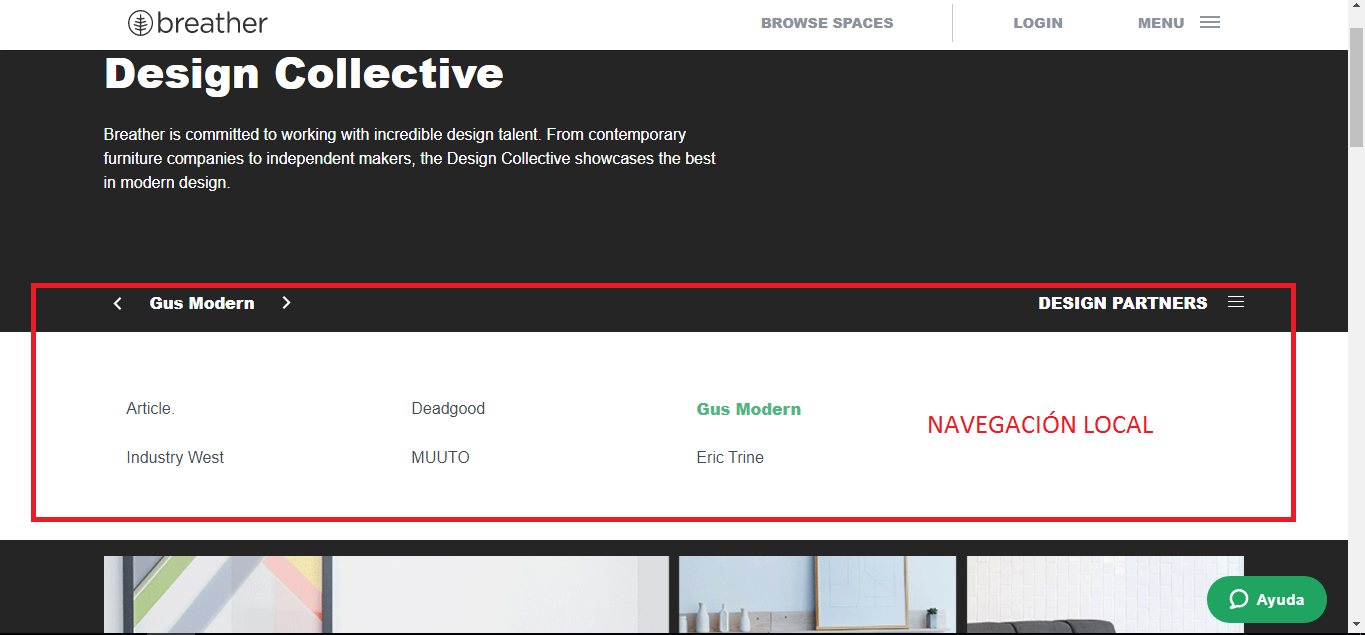 breather
BROWSE SPACES
LOGIN
MENU
Design Collective
Breather is committed to working with incredible design talent. From contemporary
furniture companies to independent makers, the Design Collective showcases the best
in modern design.
Gus Modern
DESIGN PARTNERS
Article.
Deadgood
Gus Modern
NAVEGACIÓN LOCAL
Industry West
MUUTO
Eric Trine
Ayuda